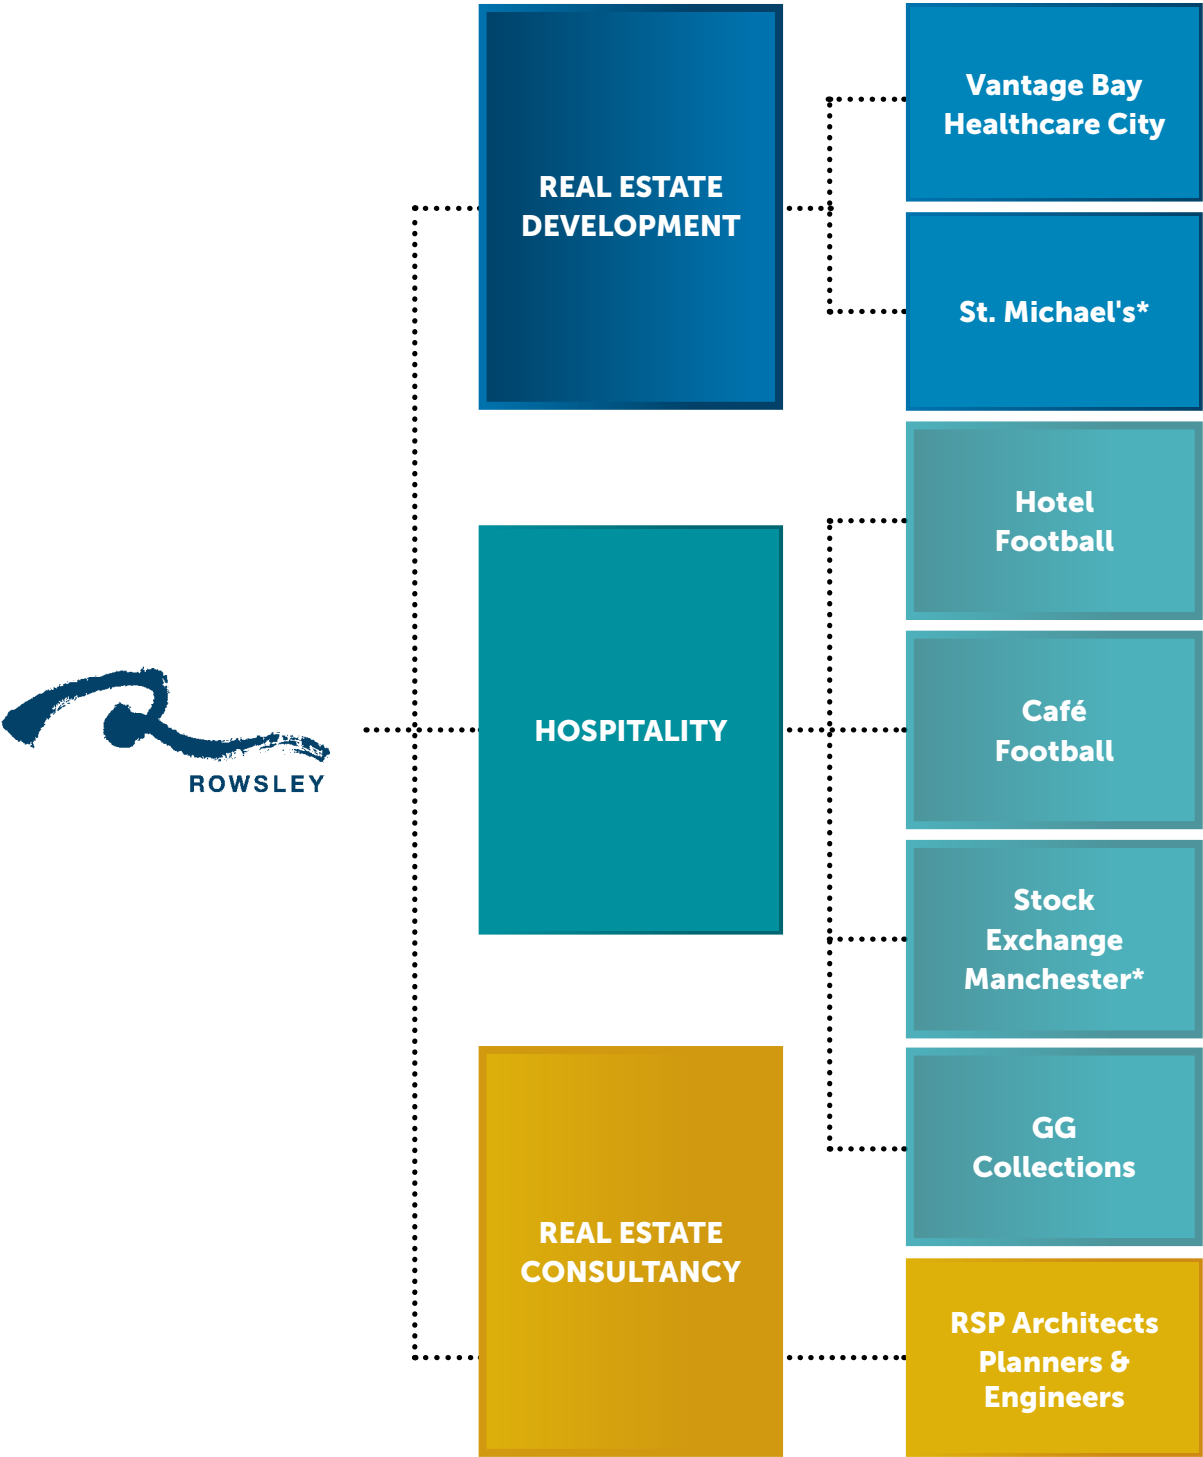 REAL ESTATE
DEVELOPMENT
Vantage Bay
Healthcare City
St. Michael's*
ROWSLEY
HOSPITALITY
Hotel
Football
Café
Football
Stock
Exchange
Manchester*
GG
Collections
REAL ESTATE
CONSULTANCY
RSP Architects
Planners &
Engineers